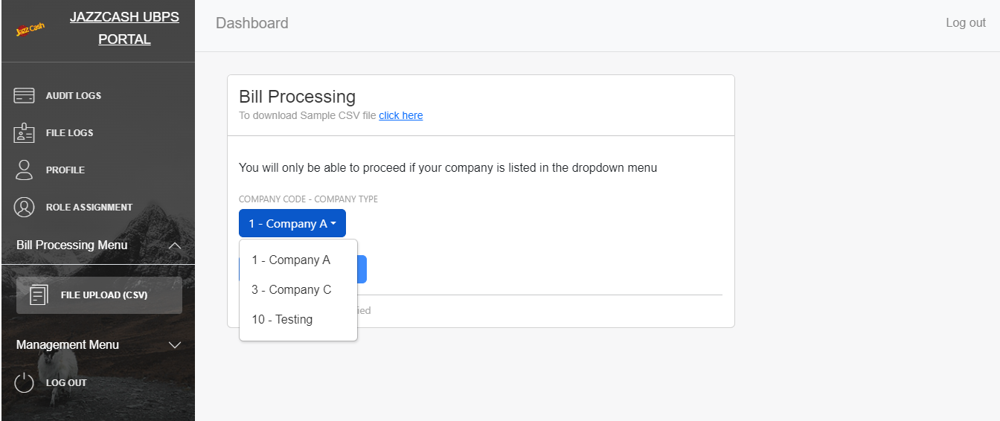 Jazz Cash
JAZZCASH UBPS
PORTAL
Dashboard
Log out
AUDIT LOGS
FILE LOGS
PROFILE
ROLE ASSIGNMENT
Bill Processing Menu
FILE UPLOAD (CSV)
Management Menu
LOG OUT
Bill Processing
To download Sample CSV file click here
You will only be able to proceed if your company is listed in the dropdown menu
COMPANY CODE - COMPANY TYPE
1 - Company A
1 - Company A
3 - Company C
10 - Testing